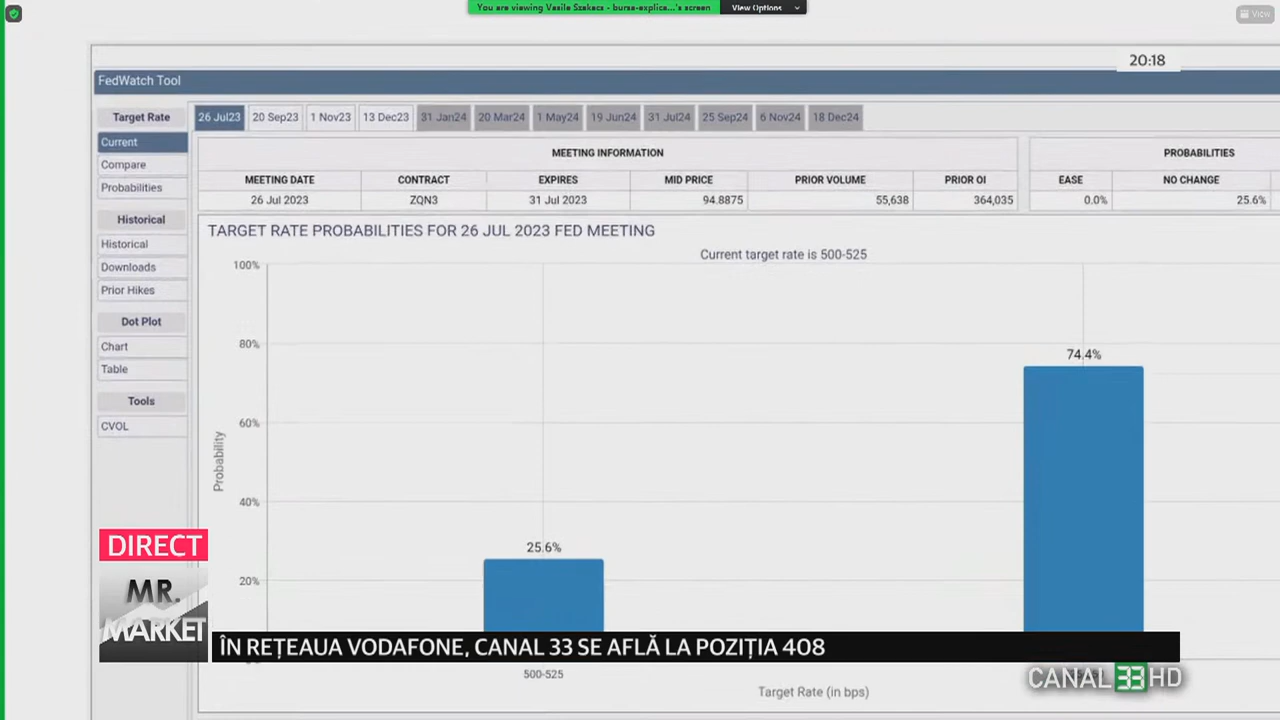 You are viewing Vasile Szakacs - bursa-explica...'s screen
View Options
View
20:18
FedWatch Tool
Target Rate
Current
Compare
Probabilities
Historical
Historical
Downloads
Prior Hikes
Dot Plot
Chart
Table
Tools
CVOL
26 Jul23 20 Sep23 1 Nov23 13 Dec23 31 Jan24 20 Mar24 1 May24 19 Jun24 31 Jul24 25 Sep24 6 Nov24 18 Dec24
MEETING INFORMATION
MEETING DATE CONTRACT EXPIRES MID PRICE PRIOR VOLUME PRIOR OI
26 Jul 2023 ZQN3 31 Jul 2023 94.8875 55,638 364,035
PROBABILITIES
EASE NO CHANGE
0.0% 25.6%
TARGET RATE PROBABILITIES FOR 26 JUL 2023 FED MEETING
Current target rate is 500-525
100%
80%
60%
40%
20%
Probability
74.4%
25.6%
500-525
Target Rate (in bps)
DIRECT
MR.
MARKET
ÎN REȚEAUA VODAFONE, CANAL 33 SE AFLĂ LA POZIȚIA 408
CANAL 33 HD